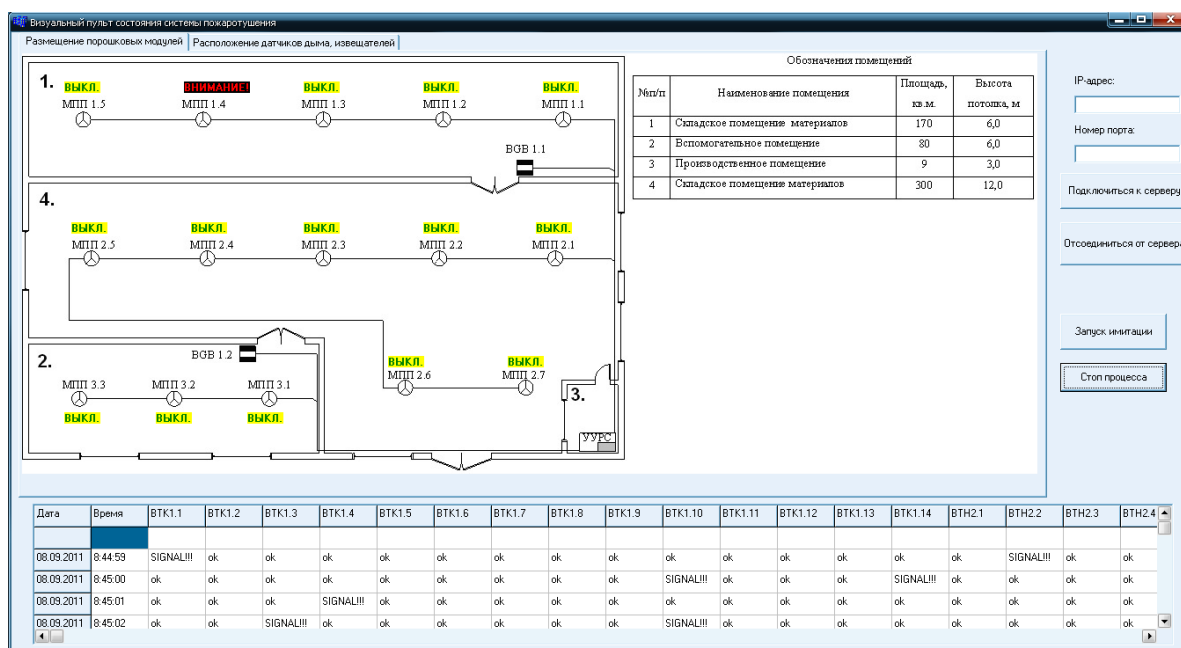 Визуальный пульт состояния системы пожаротушения
Размещение порошковых модулей
Расположение датчиков дыма, извещателей
1.
ВЫКЛ.
ВНИМАНИЕ!
ВЫКЛ.
ВЫКЛ.
ВЫКЛ.
МПП 1.5
МПП 1.4
МПП 1.3
МПП 1.2
МПП 1.1
BGB 1.1
4.
ВЫКЛ.
ВЫКЛ.
ВЫКЛ.
ВЫКЛ.
ВЫКЛ.
МПП 2.5
МПП 2.4
МПП 2.3
МПП 2.2
МПП 2.1
BGB 1.2
2.
ВЫКЛ.
ВЫКЛ.
МПП 2.6
МПП 2.7
МПП 3.3
МПП 3.2
МПП 3.1
ВЫКЛ.
ВЫКЛ.
ВЫКЛ.
3.
УУРС
Обозначения помещений
№п/п Наименование помещения Площадь, кв.м. Высота потолка, м
1 Складское помещение материалов 170 6,0
2 Вспомогательное помещение 80 6,0
3 Производственное помещение 9 3,0
4 Складское помещение материалов 300 12,0
IP-адрес:
Номер порта:
Подключиться к серверу
Отсоединиться от сервера
Запуск имитации
Стоп процесса
Дата Время BTK1.1 BTK1.2 BTK1.3 BTK1.4 BTK1.5 BTK1.6 BTK1.7 BTK1.8 BTK1.9 BTK1.10 BTK1.11 BTK1.12 BTK1.13 BTK1.14 BTH2.1 BTH2.2 BTH2.3 BTH2.4
08.09.2011 8:44:59 SIGNAL!!! ok ok ok ok ok ok ok ok ok ok ok ok ok ok SIGNAL!!! ok ok
08.09.2011 8:45:00 ok ok ok ok ok ok ok ok ok SIGNAL!!! ok ok ok SIGNAL!!! ok ok ok ok
08.09.2011 8:45:01 ok ok ok SIGNAL!!! ok ok ok ok ok ok ok ok ok ok ok ok ok ok
08.09.2011 8:45:02 ok ok SIGNAL!!! ok ok ok ok ok ok SIGNAL!!! ok ok ok ok ok ok ok ok